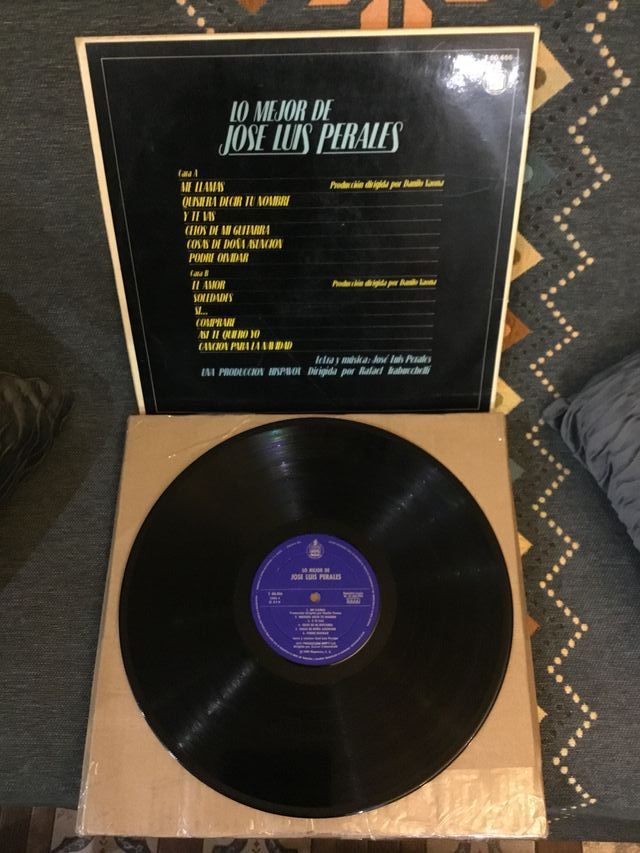 LO MEJOR DE
JOSE LUIS PERALES
Cara A
ME LLAMAS Producción dirigida por Danilo Vaona
QUISIERA DECIR TU NOMBRE
Y TE VAS
CELOS DE MI GUITARRA
COSAS DE DOÑA ASUNCION
PODRE OLVIDAR
Cara B
EL AMOR Producción dirigida por Danilo Vaona
SOLEDADES
SI...
COMPRARE
ASI TE QUIERO YO
CANCION PARA LA NAVIDAD
Letra y música: José Luis Perales
UNA PRODUCCION HISPAVOX Dirigida por Rafael Trabucchelli
LO MEJOR DE
JOSE LUIS PERALES